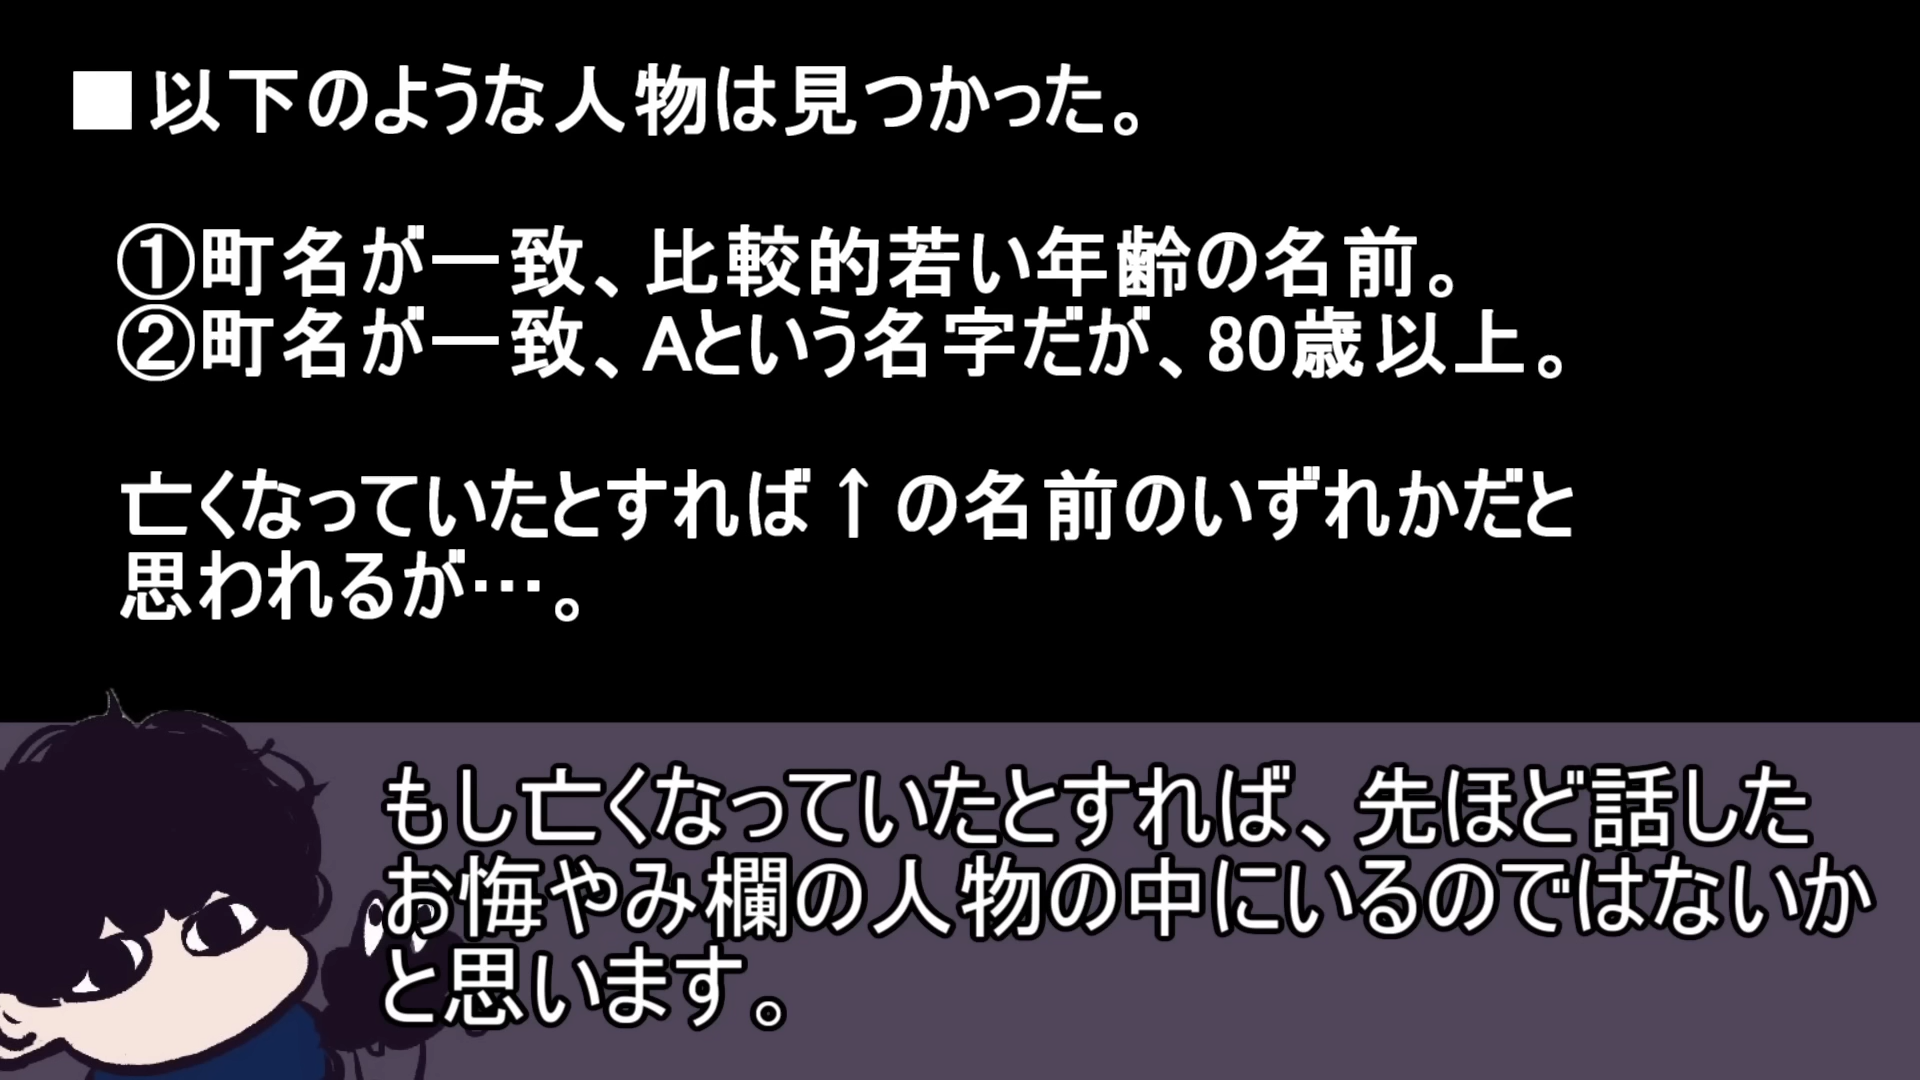 ■以下のような人物は見つかった。
①町名が一致、比較的若い年齢の名前。
②町名が一致、Aという名字だが、80歳以上。
亡くなっていたとすれば↑の名前のいずれかだと
思われるが…。
もし亡くなっていたとすれば、先ほど話した
お悔やみ欄の人物の中にいるのではないか
と思います。